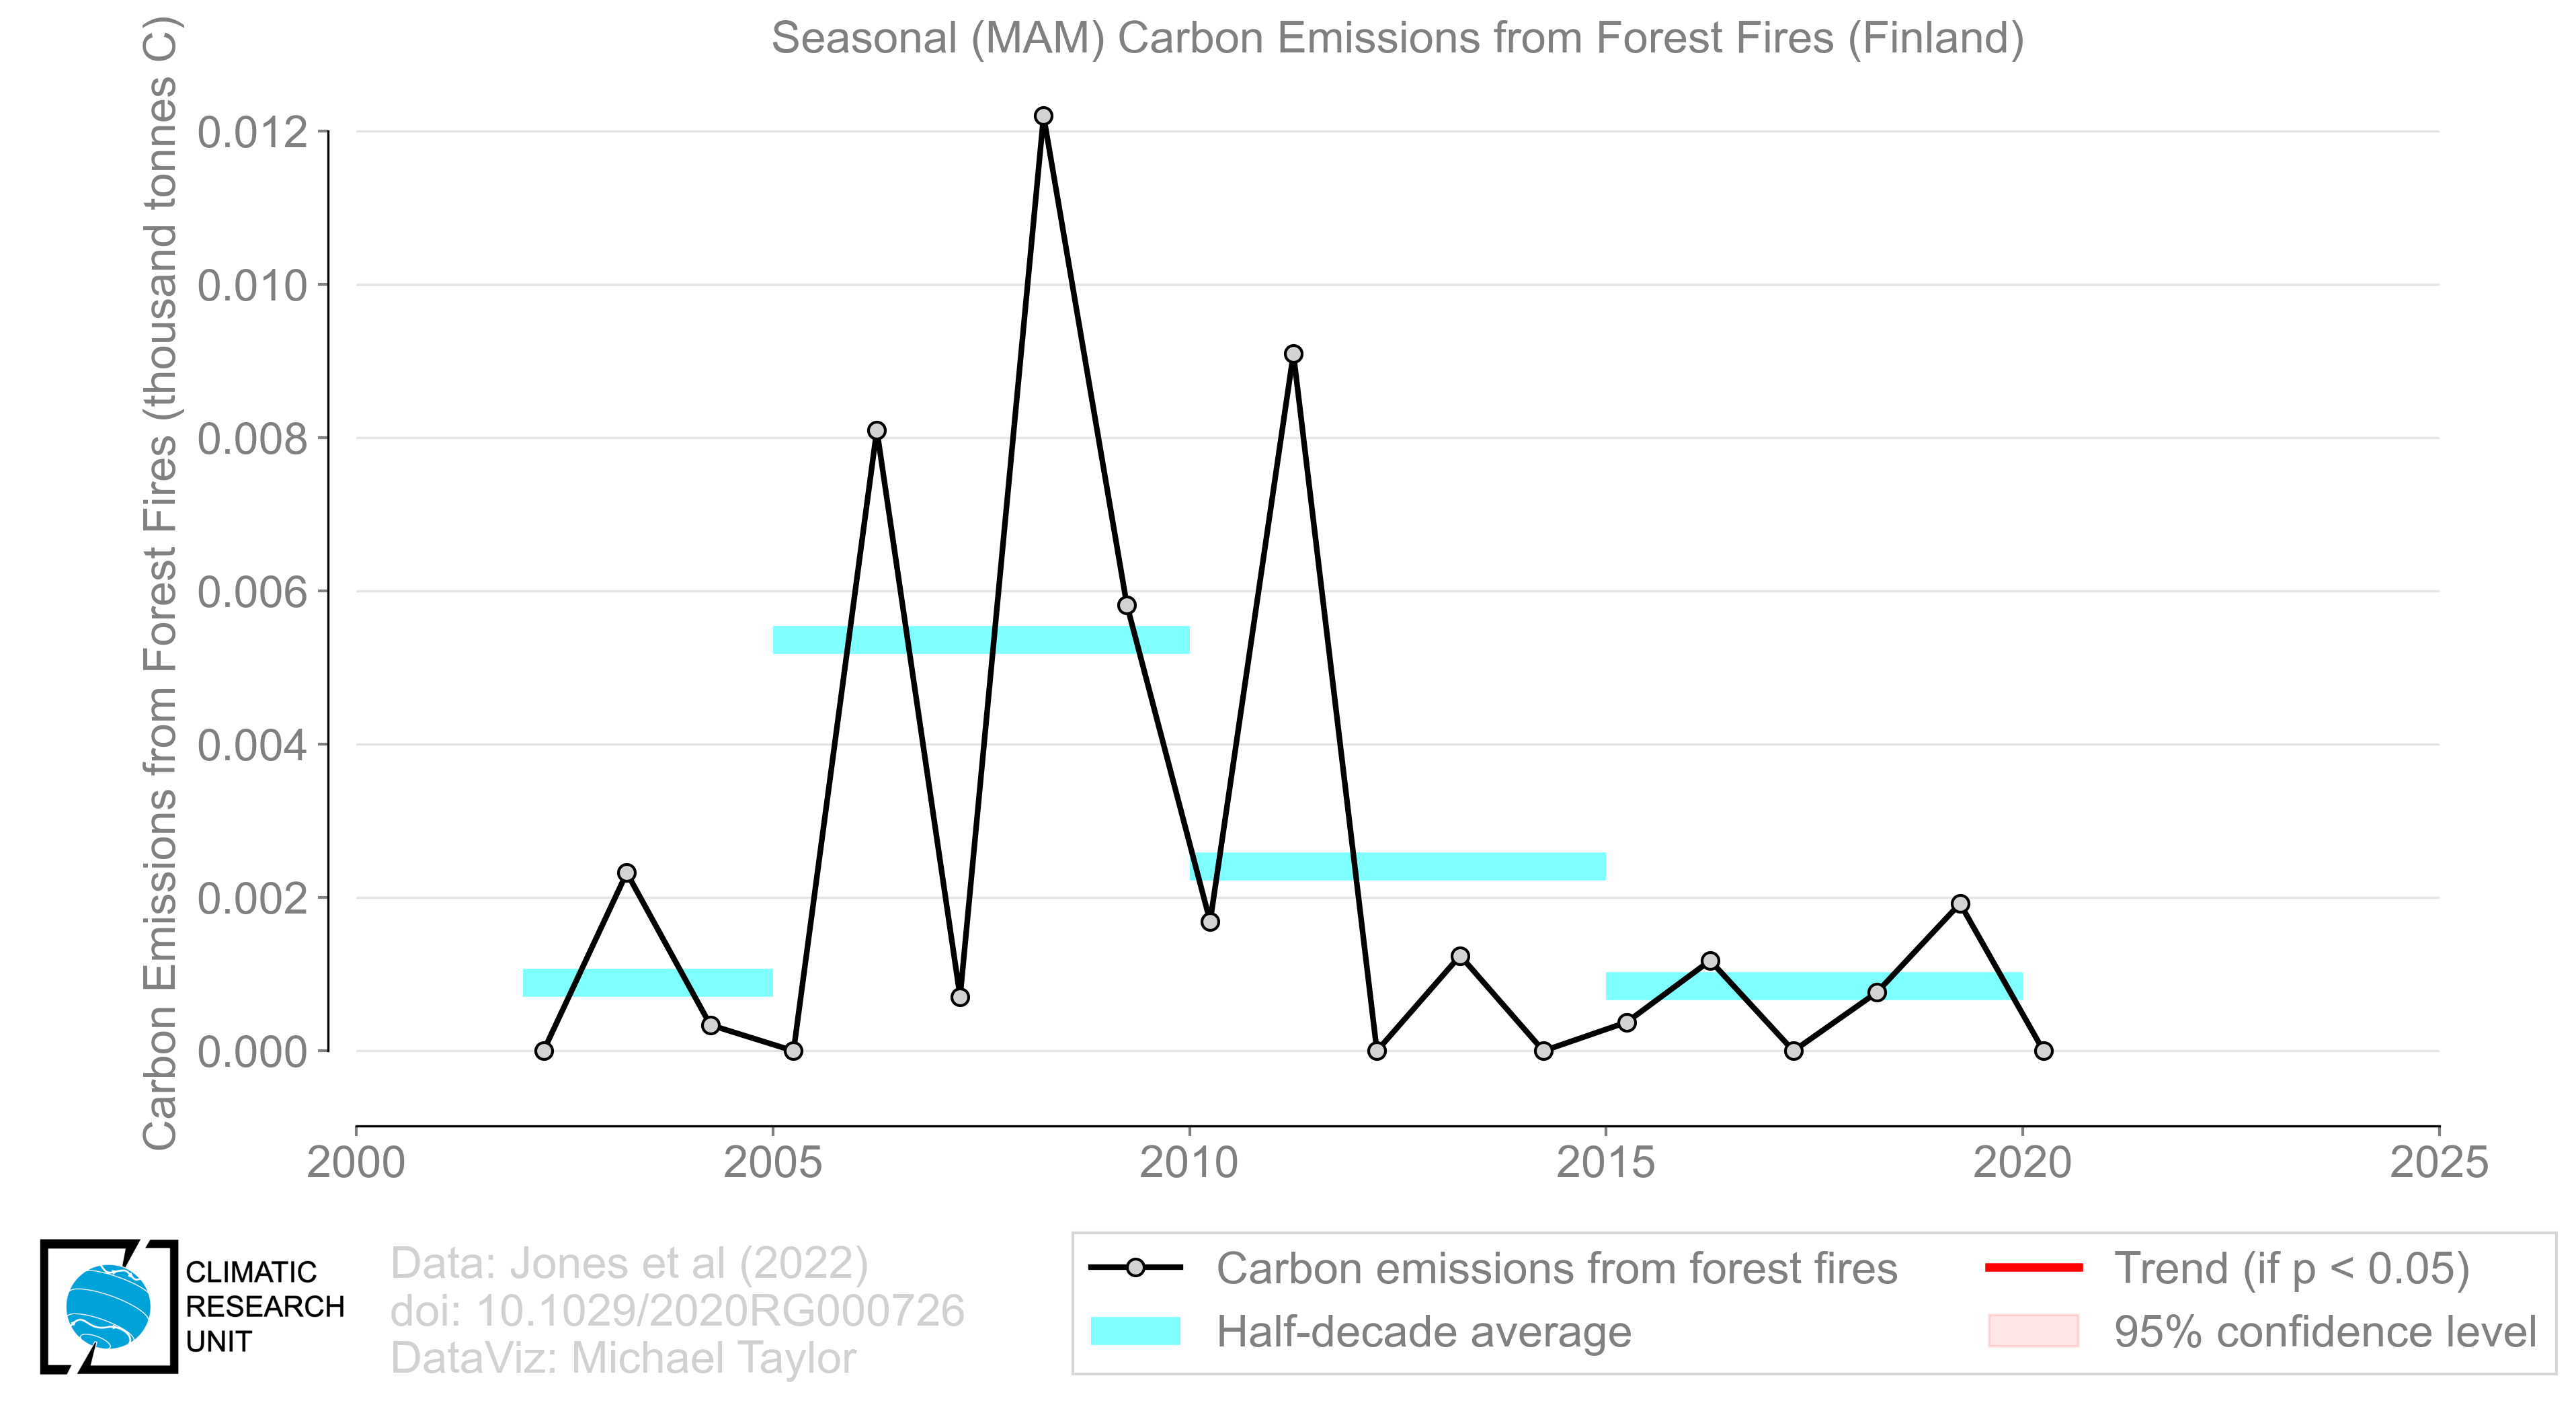 Seasonal (MAM) Carbon Emissions from Forest Fires (Finland)
Carbon Emissions from Forest Fires (thousand tonnes C)
0.012
0.010
0.008
0.006
0.004
0.002
0.000
2000
2005
2010
2015
2020
2025
CLIMATIC
RESEARCH
UNIT
Data: Jones et al (2022)
doi: 10.1029/2020RG000726
DataViz: Michael Taylor
Carbon emissions from forest fires
Half-decade average
Trend (if p < 0.05)
95% confidence level